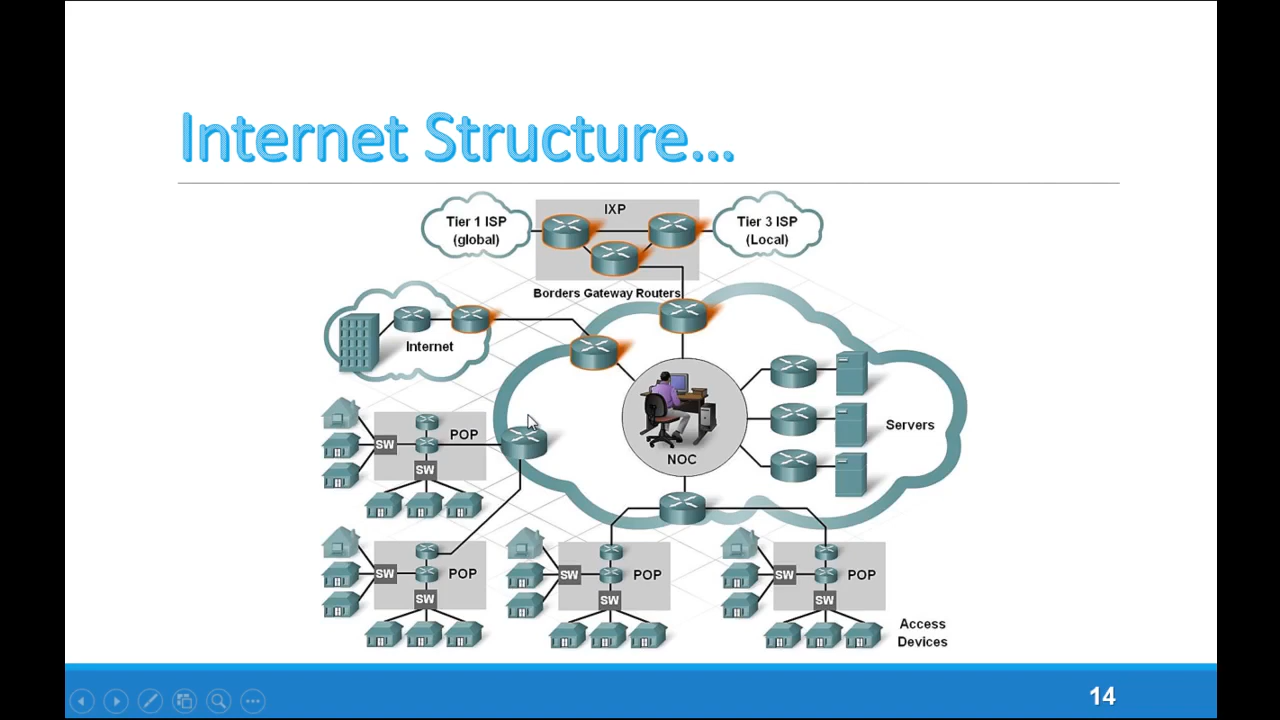 Internet Structure...
IXP
Tier 1 ISP
(global)
Tier 3 ISP
(Local)
Borders Gateway Routers
Internet
POP
SW
SW
NOC
Servers
POP
SW
SW
POP
SW
SW
POP
SW
SW
Access
Devices
14